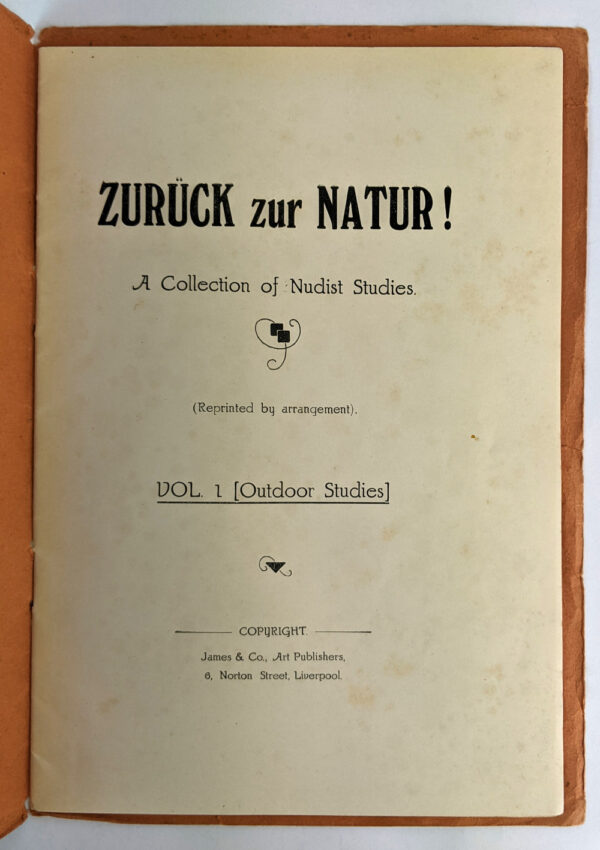 ZURÜCK zur NATUR!
A Collection of Nudist Studies.
(Reprinted by arrangement).
VOL. 1 [Outdoor Studies]
COPYRIGHT.
James & Co., Art Publishers,
6, Norton Street, Liverpool.